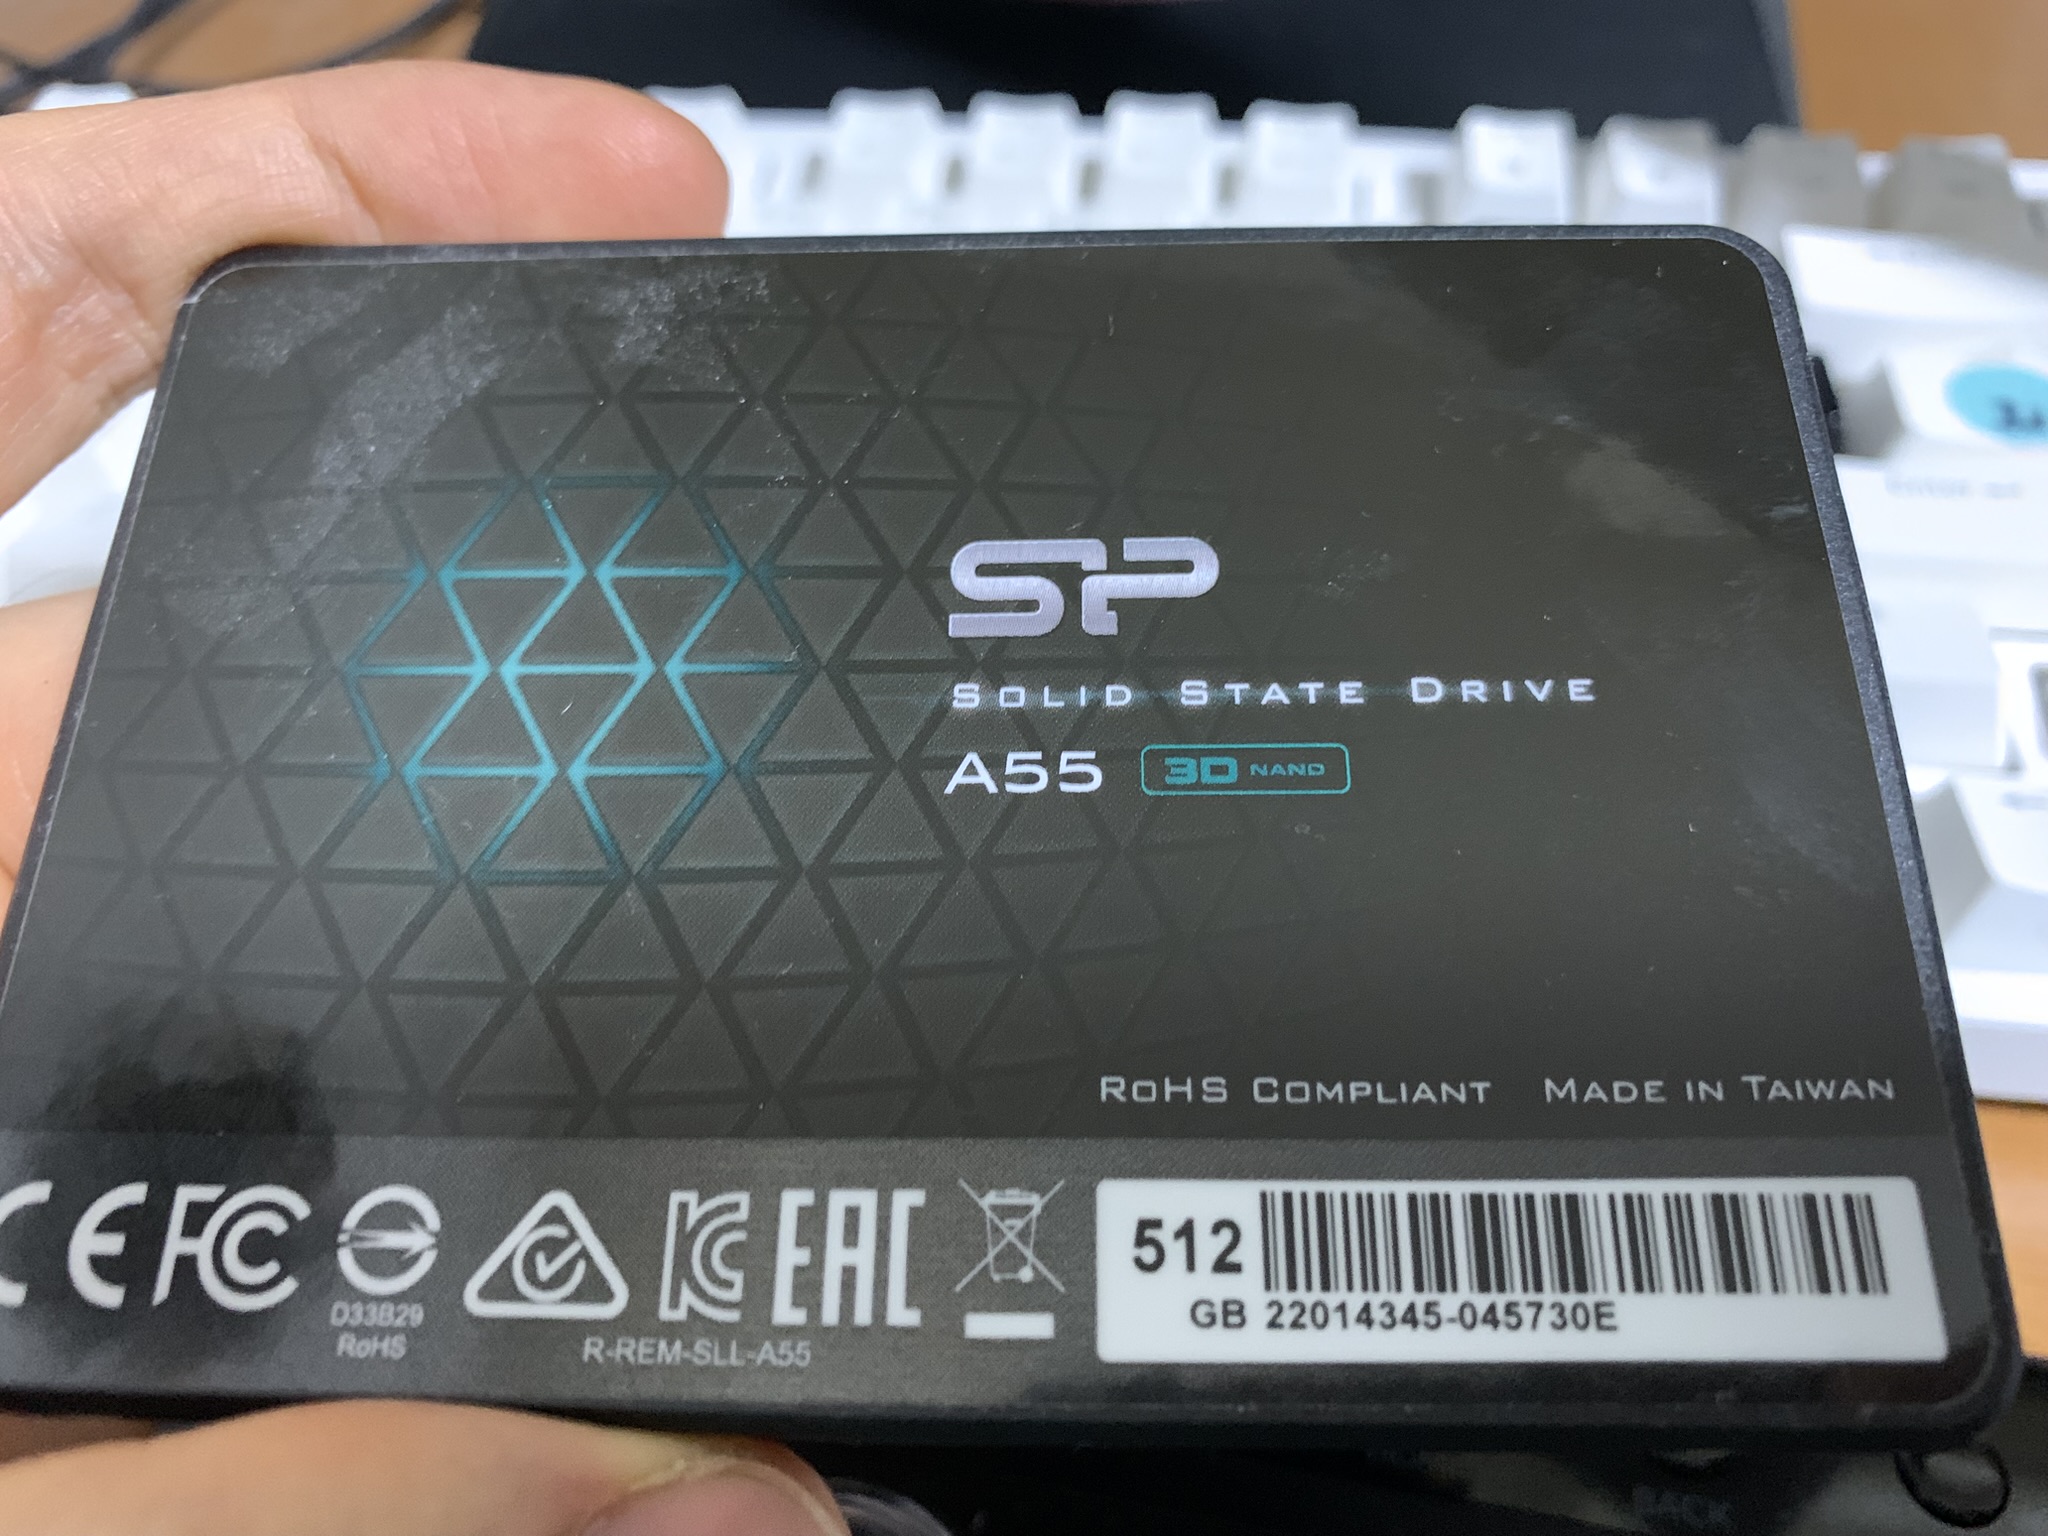 SP
SOLID STATE DRIVE
A55 3D NAND
RoHS COMPLIANT MADE IN TAIWAN
CE FC EAC
D33B29
RoHS
R-REM-SLL-A55
512
GB 22014345-045730E